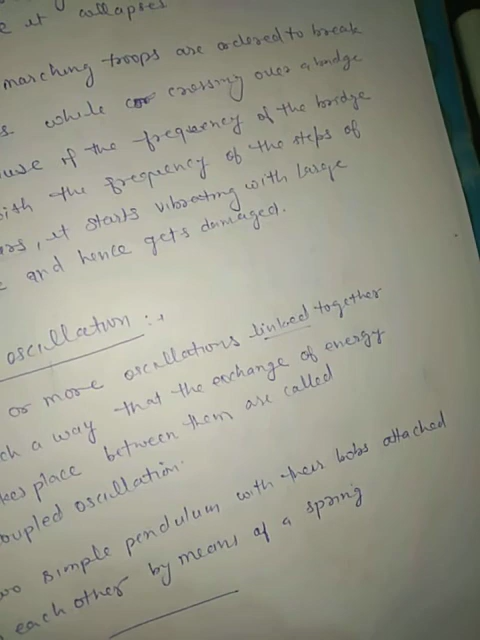 e it collapses
marching troops are ordered to break
s while cr crossing over a bridge
use if the frequency of the bridge
ith the frequency of the steps of
ors, it starts vibrating with large
e and hence gets damaged.
oscillation :-
or more oscillations linked together
ch a way that the exchange of energy
kes place between them are called
oupled oscillation.
wo simple pendulum with their bobs attached
each other by means of a spring